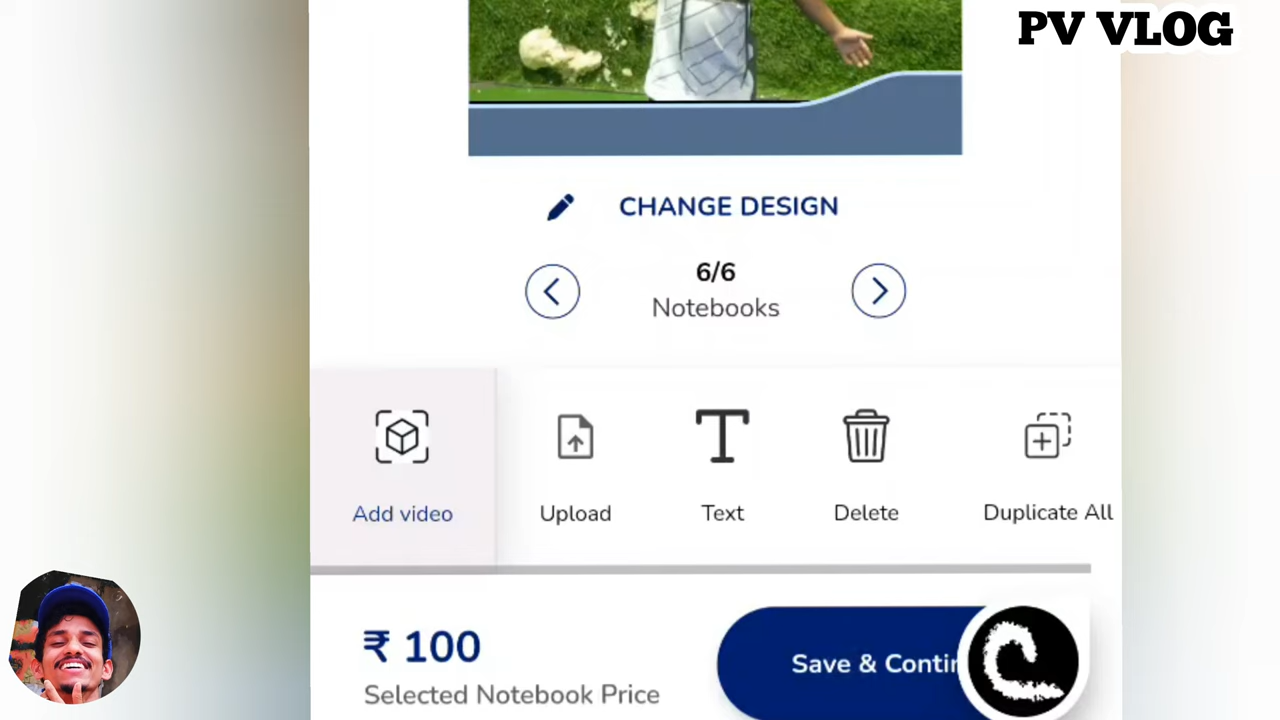 PV VLOG
CHANGE DESIGN
6/6
Notebooks
Add video
Upload
Text
Delete
Duplicate All
₹ 100
Selected Notebook Price
Save & Contin